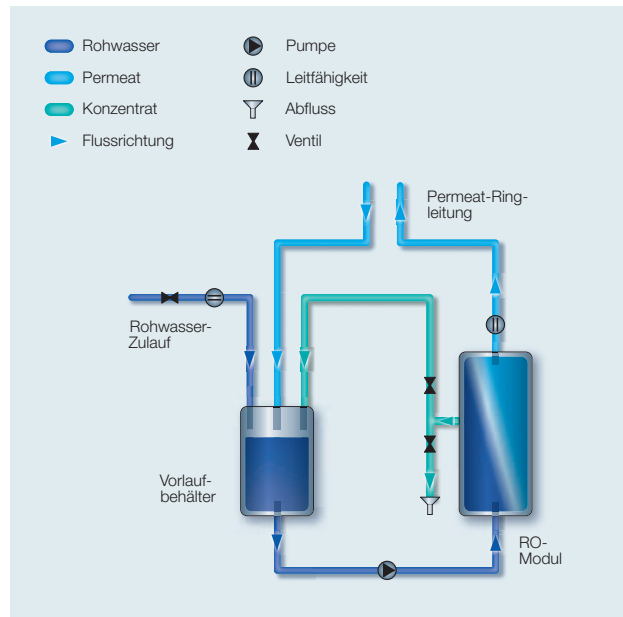 Rohwasser
Permeat
Konzentrat
Flussrichtung
Pumpe
Leitfähigkeit
Abfluss
Ventil
Permeat-Ring-
leitung
Rohwasser-
Zulauf
Vorlauf-
behälter
RO-
Modul